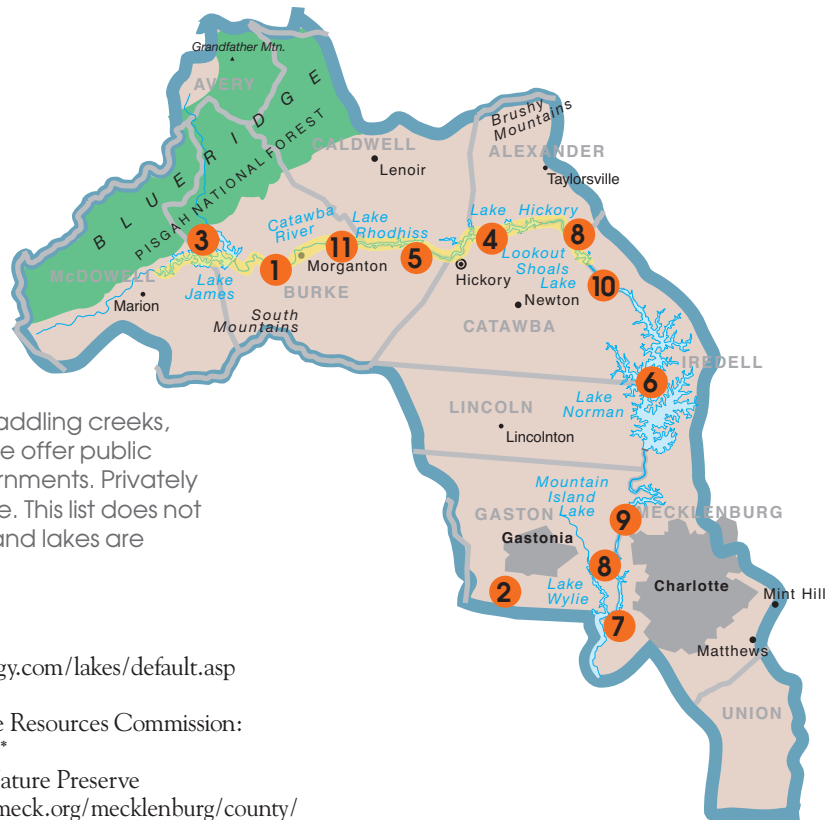 Grandfather Mtn.
AVERY
BLUE RIDGE
PISGAH NATIONAL FOREST
Brushy
Mountains
CALDWELL
ALEXANDER
Lenoir
Taylorsville
Catawba
River
Lake
Rhodhiss
Lake Hickory
3
1
11
5
4
8
Lookout
Shoals
Lake
10
McDOWELL
Lake
James
Morganton
BURKE
Hickory
Newton
Marion
South
Mountains
CATAWBA
IREDELL
6
Lake
Norman
LINCOLN
Lincolnton
addling creeks,
e offer public
rnments. Privately
e. This list does not
and lakes are
Mountain
Island
Lake
GASTON
MECKLENBURG
9
Gastonia
8
Charlotte
2
Lake
Wylie
7
Mint Hill
Matthews
UNION
gy.com/lakes/default.asp
e Resources Commission:
*
Nature Preserve
meck.org/mecklenburg/county/